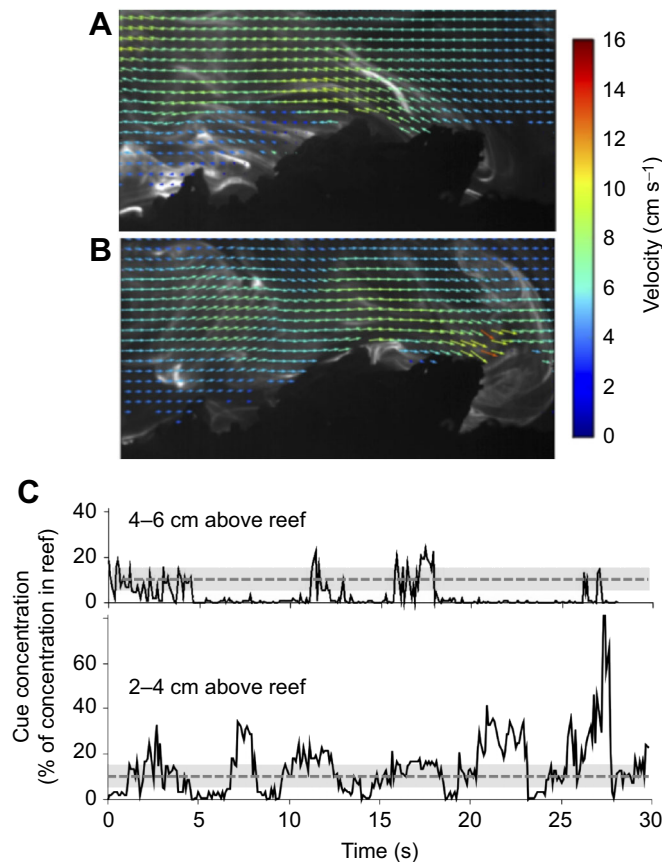 A
B
16
14
12
10
8
6
4
2
0
Velocity (cm s⁻¹)
C
Cue concentration
(% of concentration in reef)
40
20
0
4–6 cm above reef
60
40
20
0
2–4 cm above reef
0 5 10 15 20 25 30
Time (s)